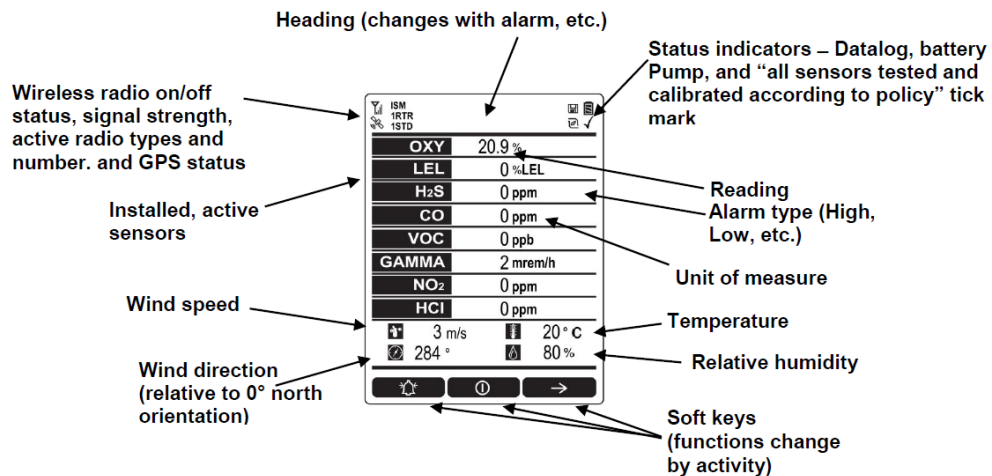 Heading (changes with alarm, etc.)
Status indicators – Datalog, battery
Pump, and “all sensors tested and
calibrated according to policy” tick
mark
Wireless radio on/off
status, signal strength,
active radio types and
number. and GPS status
Installed, active
sensors
Wind speed
Wind direction
(relative to 0° north
orientation)
ISM
1RTR
1STD
OXY 20.9 %
LEL 0 %LEL
H2S 0 ppm
CO 0 ppm
VOC 0 ppb
GAMMA 2 mrem/h
NO2 0 ppm
HCl 0 ppm
3 m/s 20° C
284 ° 80 %
Reading
Alarm type (High,
Low, etc.)
Unit of measure
Temperature
Relative humidity
Soft keys
(functions change
by activity)